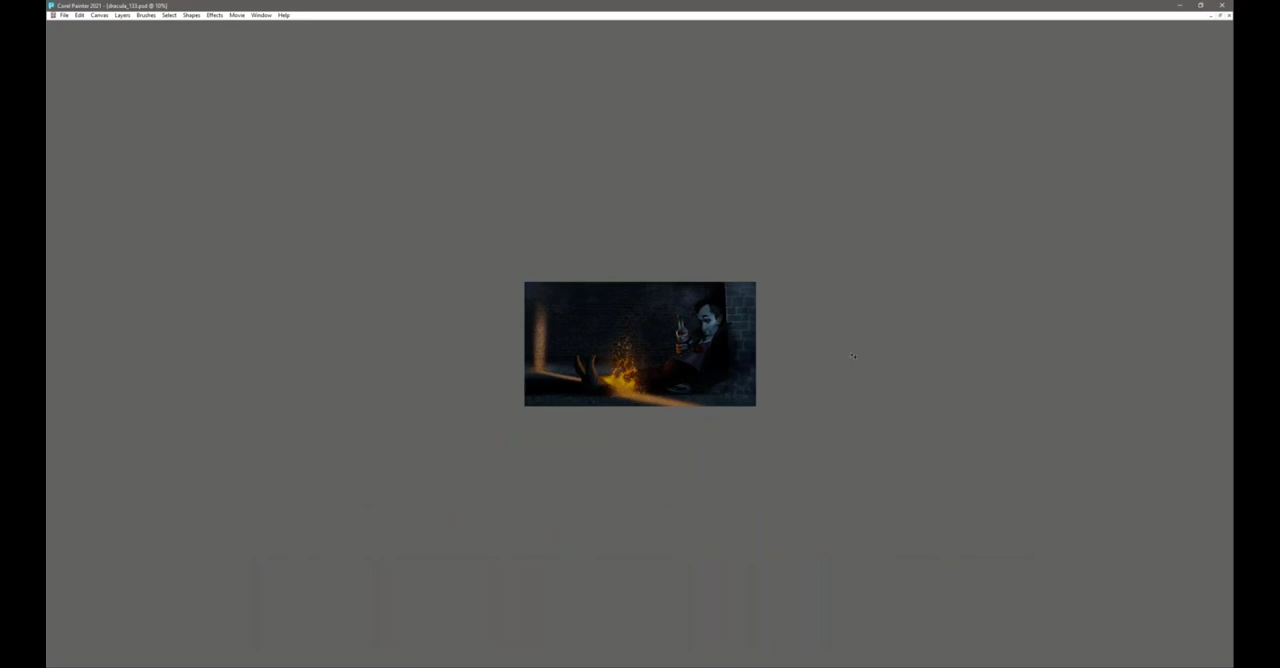 Corel Painter 2021 - [dracula_133.psd @ 10%]
File Edit Canvas Layers Brushes Select Shapes Effects Movie Window Help